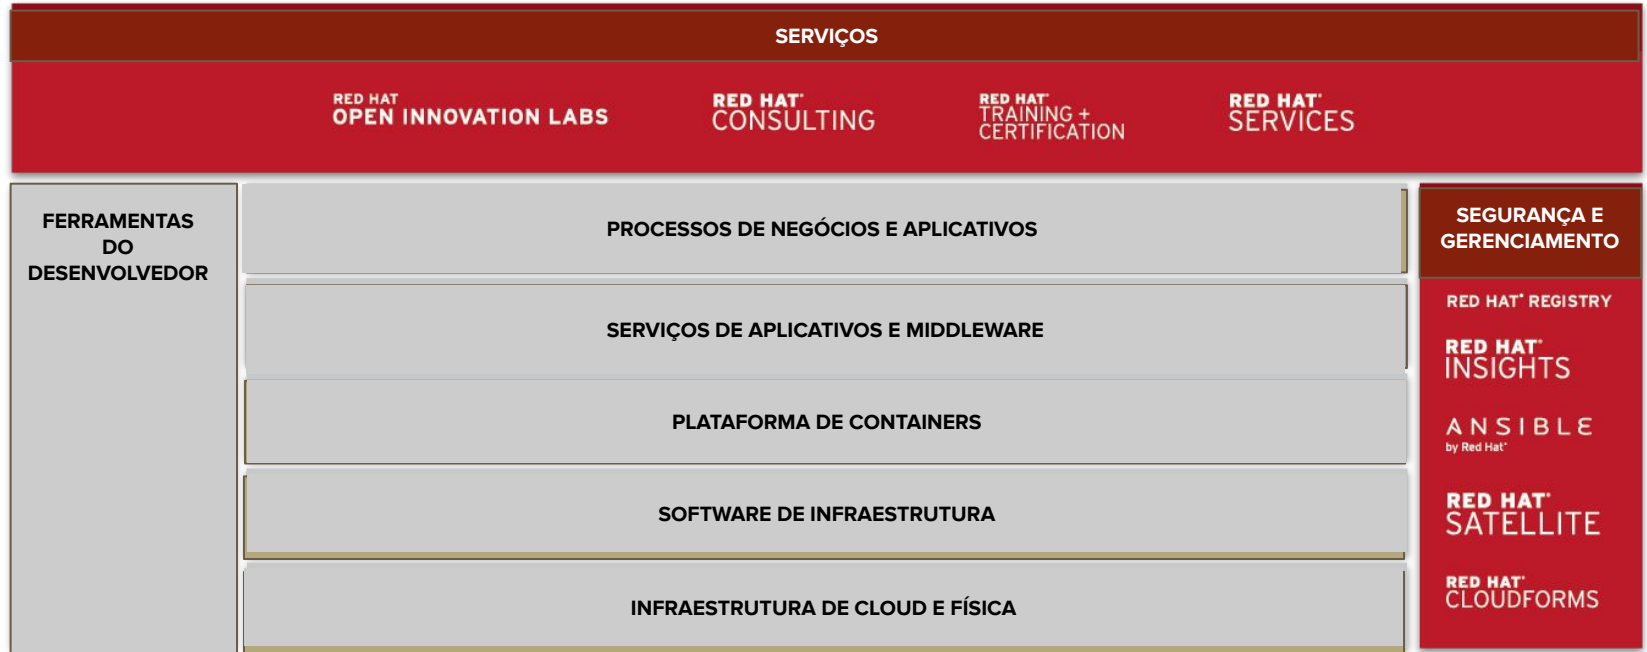 SERVIÇOS
RED HAT
OPEN INNOVATION LABS
RED HAT
CONSULTING
RED HAT
TRAINING +
CERTIFICATION
RED HAT
SERVICES
FERRAMENTAS
DO
DESENVOLVEDOR
PROCESSOS DE NEGÓCIOS E APLICATIVOS
SERVIÇOS DE APLICATIVOS E MIDDLEWARE
PLATAFORMA DE CONTAINERS
SOFTWARE DE INFRAESTRUTURA
INFRAESTRUTURA DE CLOUD E FÍSICA
SEGURANÇA E
GERENCIAMENTO
RED HAT REGISTRY
RED HAT
INSIGHTS
ANSIBLE
by Red Hat
RED HAT
SATELLITE
RED HAT
CLOUDFORMS